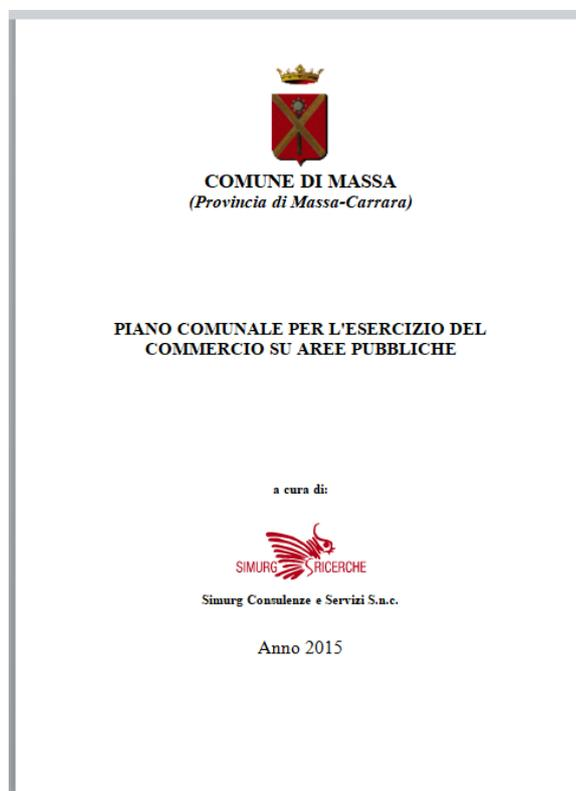 COMUNE DI MASSA
(Provincia di Massa-Carrara)
PIANO COMUNALE PER L'ESERCIZIO DEL
COMMERCIO SU AREE PUBBLICHE
a cura di:
SIMURG RICERCHE
Simurg Consulenze e Servizi S.n.c.
Anno 2015